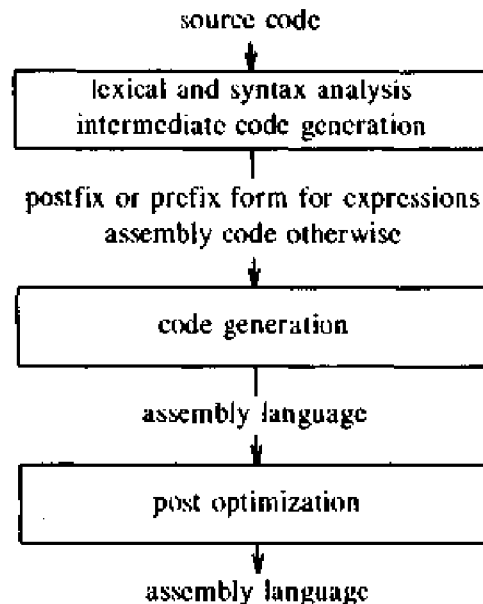 source code
lexical and syntax analysis
intermediate code generation
postfix or prefix form for expressions
assembly code otherwise
code generation
assembly language
post optimization
assembly language